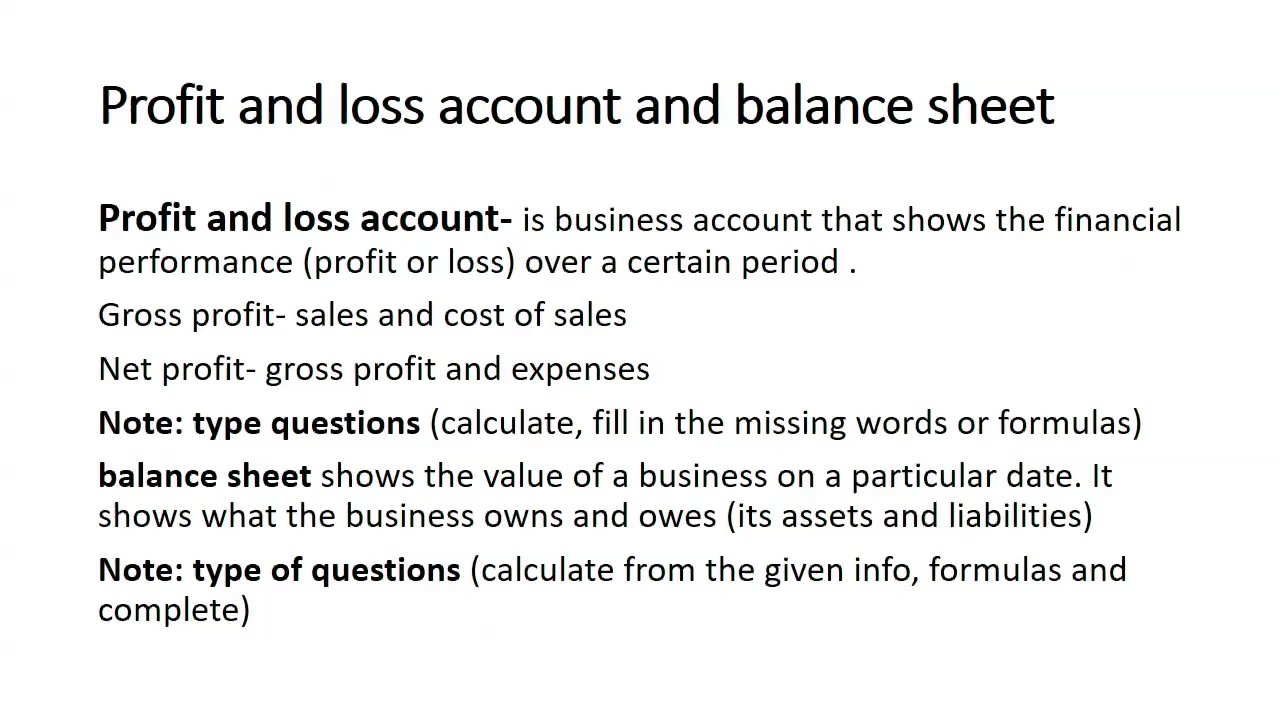 Profit and loss account and balance sheet
Profit and loss account- is business account that shows the financial
performance (profit or loss) over a certain period .
Gross profit- sales and cost of sales
Net profit- gross profit and expenses
Note: type questions (calculate, fill in the missing words or formulas)
balance sheet shows the value of a business on a particular date. It
shows what the business owns and owes (its assets and liabilities)
Note: type of questions (calculate from the given info, formulas and
complete)